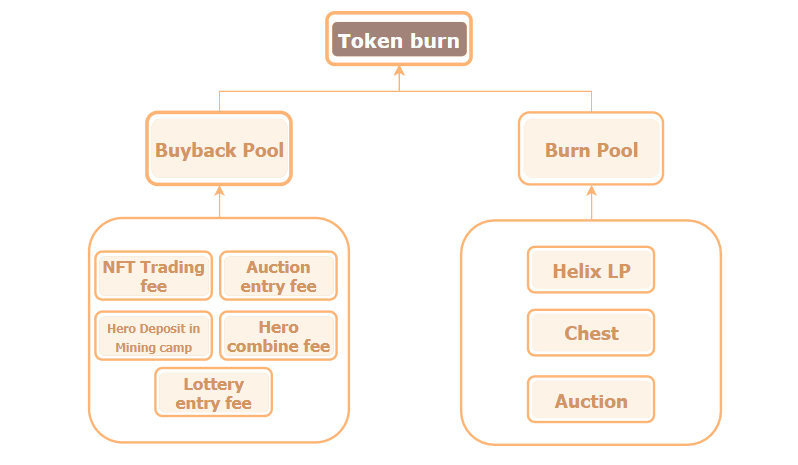 Token burn
Buyback Pool
Burn Pool
NFT Trading
fee
Auction
entry fee
Hero Deposit in
Mining camp
Hero
combine fee
Lottery
entry fee
Helix LP
Chest
Auction